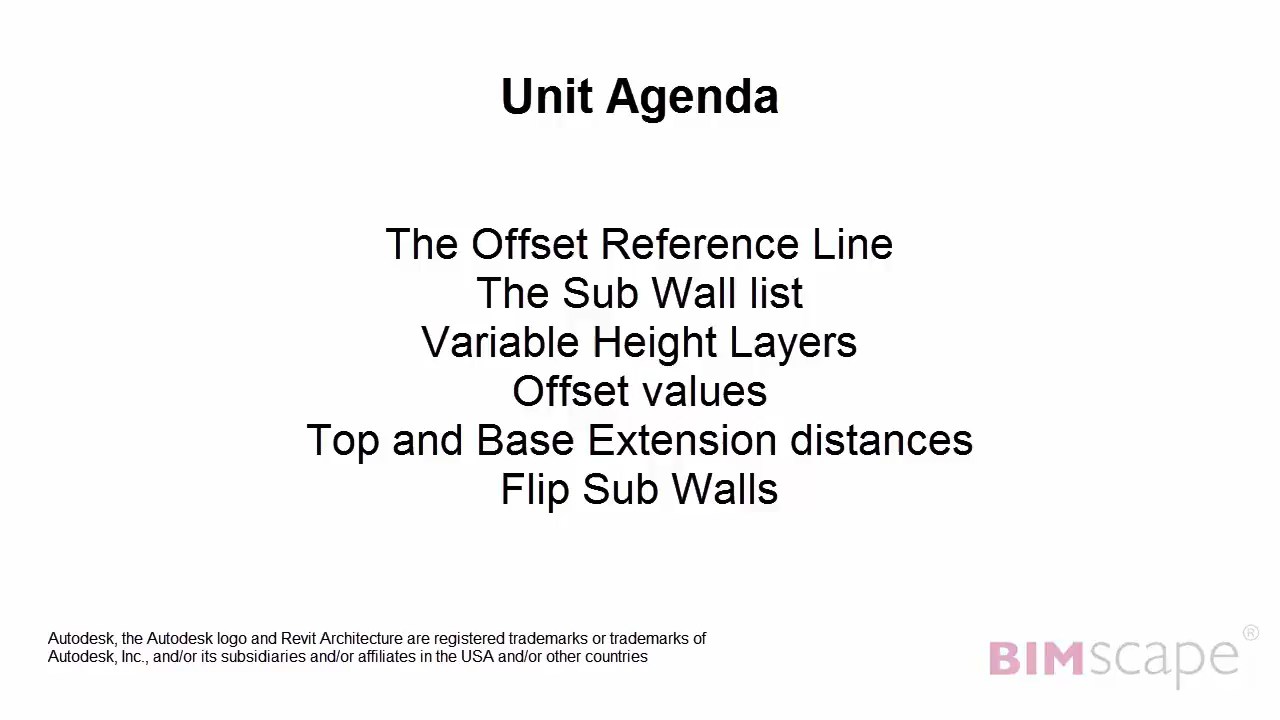 Unit Agenda
The Offset Reference Line
The Sub Wall list
Variable Height Layers
Offset values
Top and Base Extension distances
Flip Sub Walls
Autodesk, the Autodesk logo and Revit Architecture are registered trademarks or trademarks of
Autodesk, Inc., and/or its subsidiaries and/or affiliates in the USA and/or other countries
BIMscape®